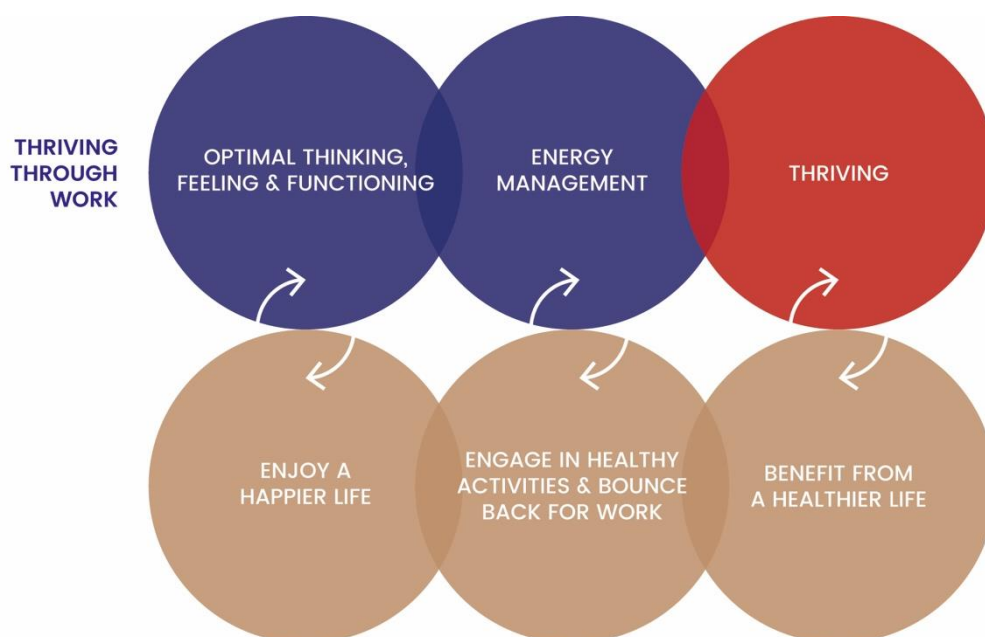 THRIVING
THROUGH
WORK
OPTIMAL THINKING,
FEELING & FUNCTIONING
ENERGY
MANAGEMENT
THRIVING
ENJOY A
HAPPIER LIFE
ENGAGE IN HEALTHY
ACTIVITIES & BOUNCE
BACK FOR WORK
BENEFIT FROM
A HEALTHIER LIFE